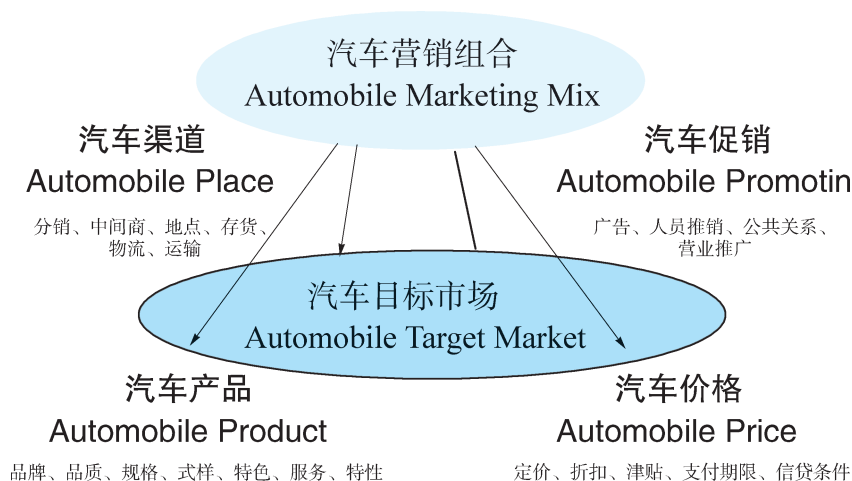 汽车营销组合
Automobile Marketing Mix
汽车渠道
Automobile Place
分销、中间商、地点、存货、
物流、运输
汽车促销
Automobile Promotin
广告、人员推销、公共关系、
营业推广
汽车目标市场
Automobile Target Market
汽车产品
Automobile Product
品牌、品质、规格、式样、特色、服务、特性
汽车价格
Automobile Price
定价、折扣、津贴、支付期限、信贷条件